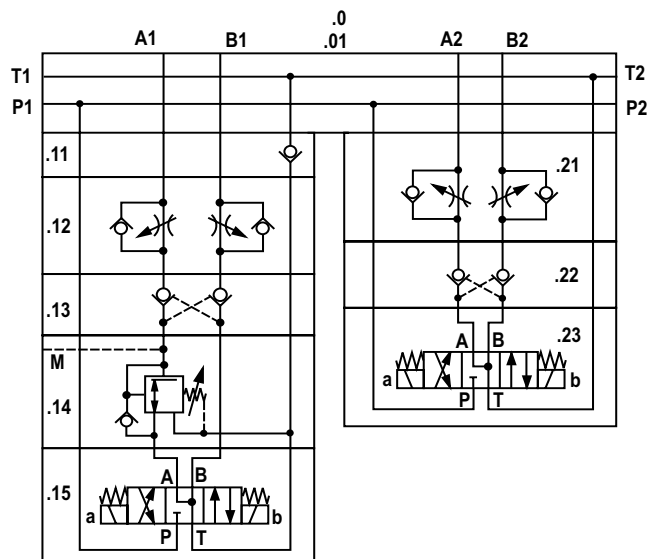 .0
A1 B1 .01 A2 B2
T1 T2
P1 P2
.11
.21
.12
.22
.13
A B .23
M
a b
.14
P T
A B
.15
a b
P T